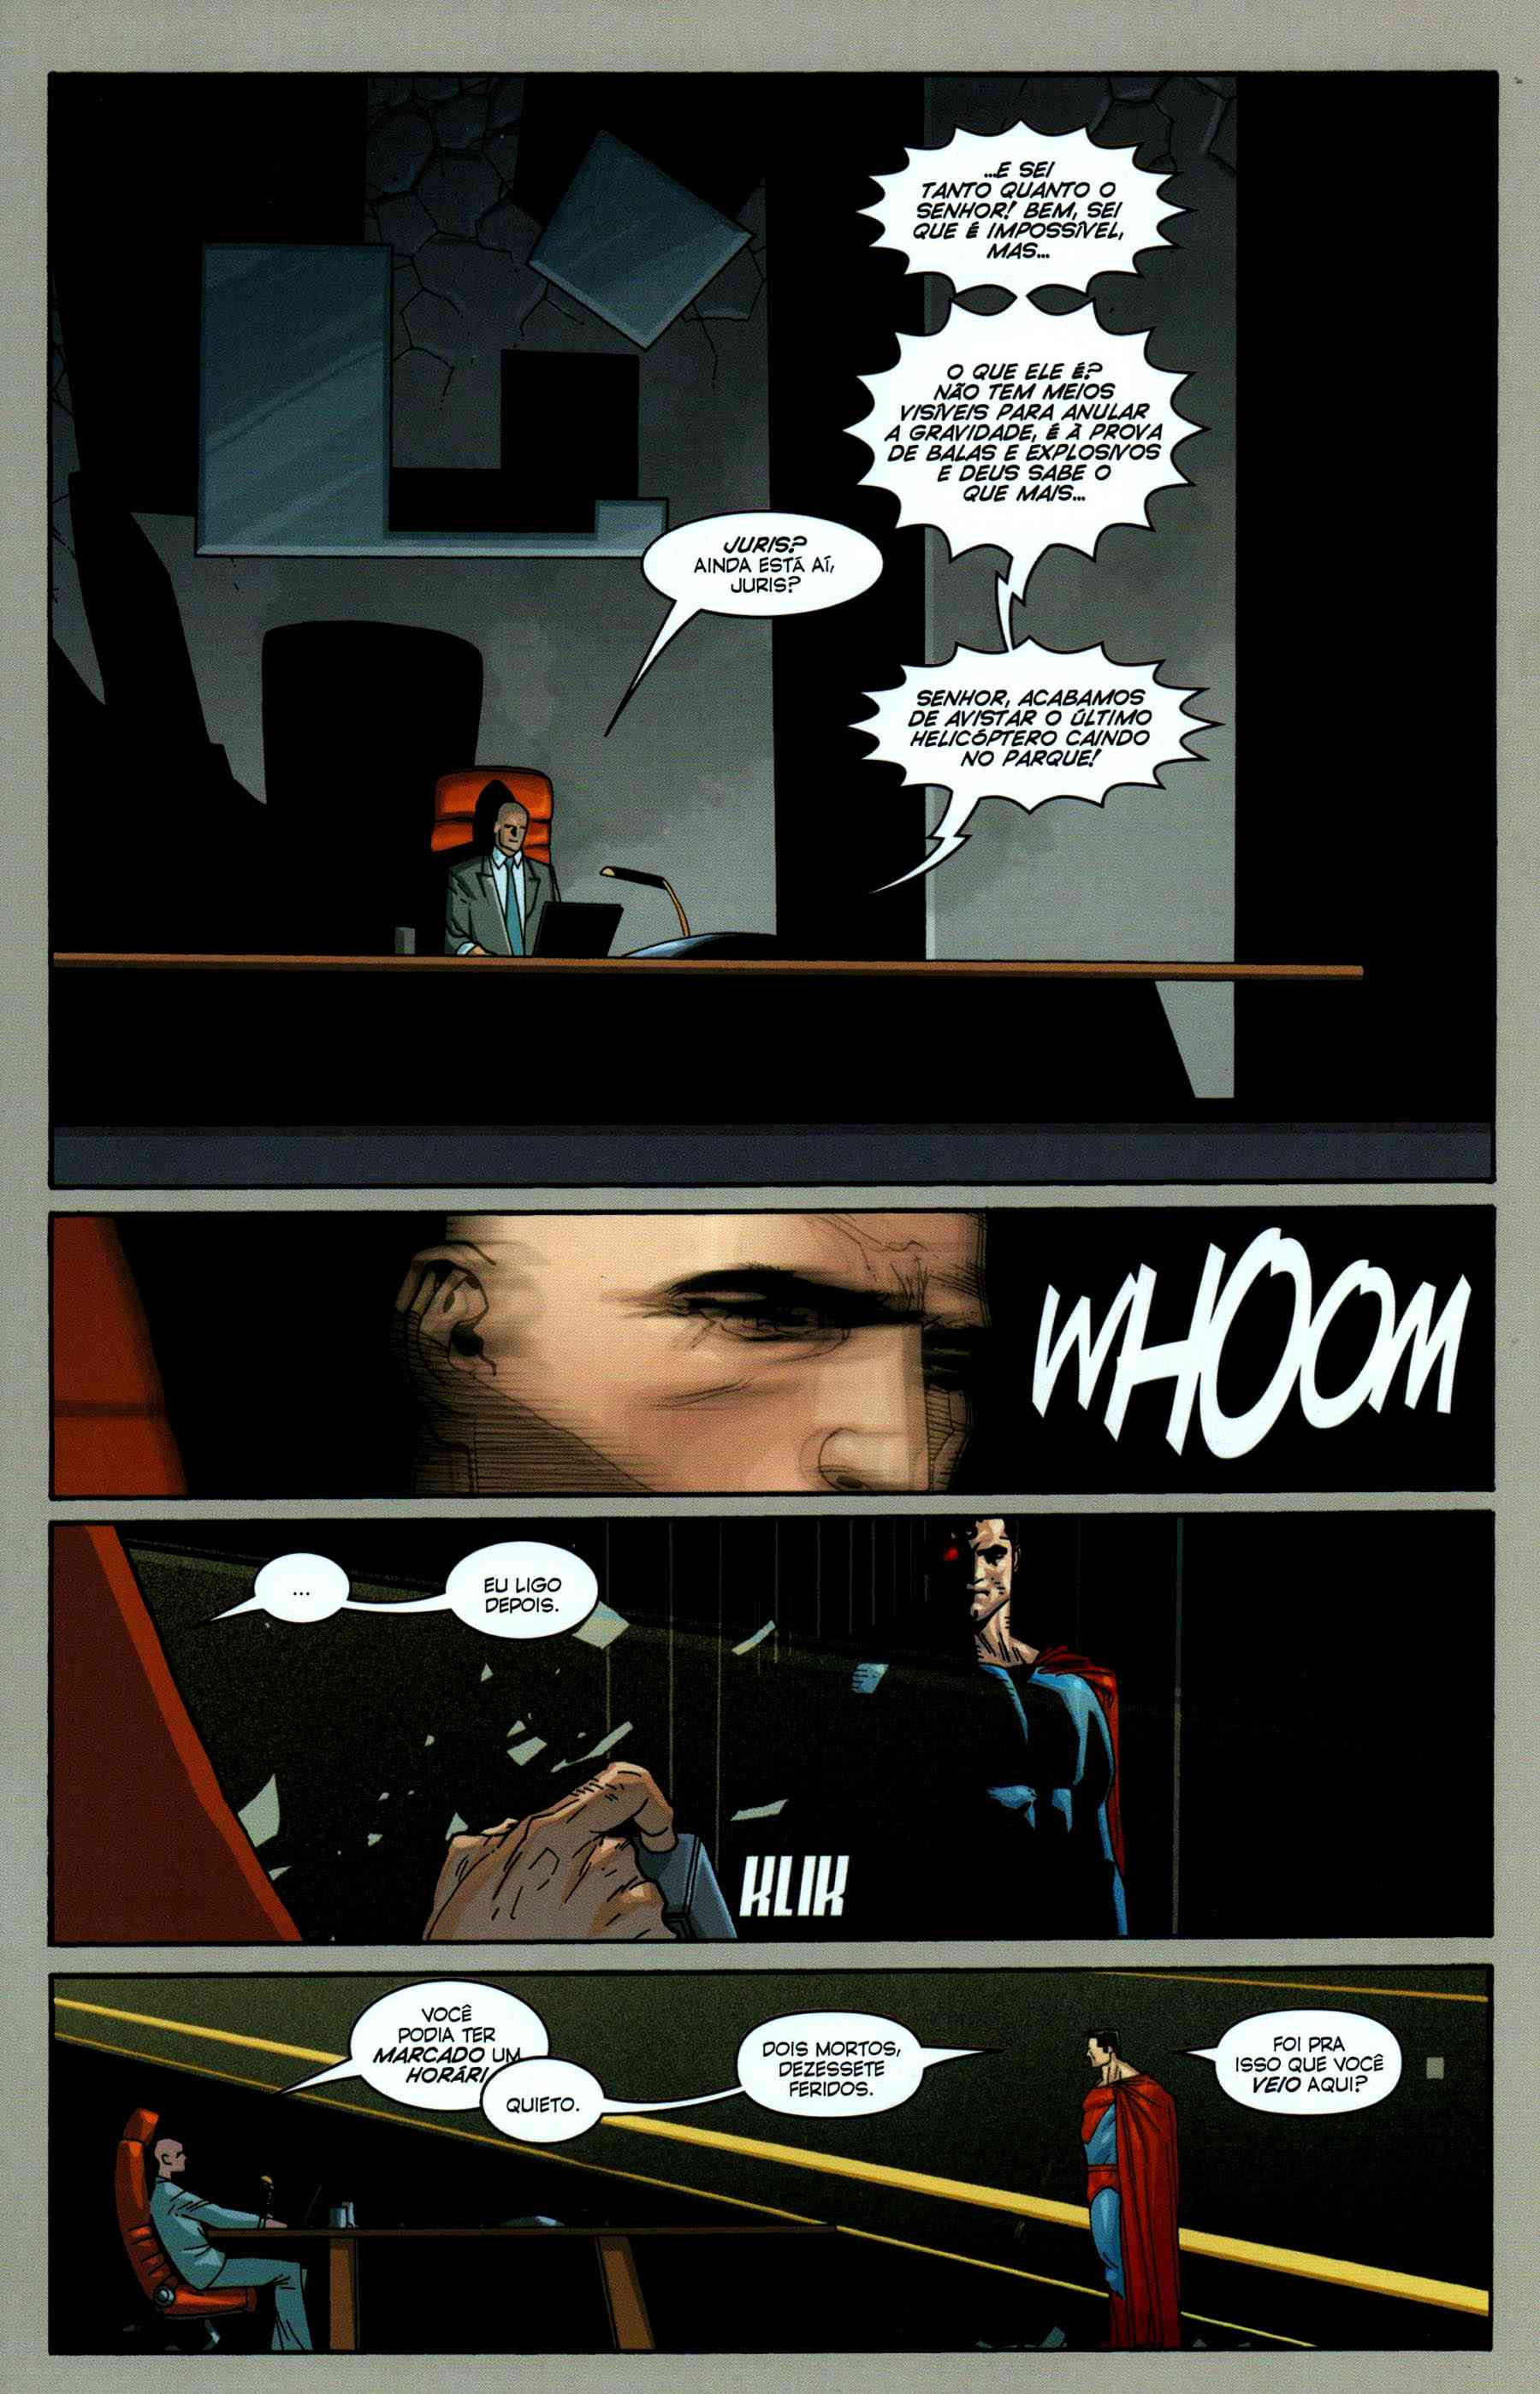 ...E SEI
TANTO QUANTO O
SENHOR! BEM, SEI
QUE É IMPOSSÍVEL,
MAS...
O QUE ELE É?
NÃO TEM MEIOS
VISÍVEIS PARA ANULAR
A GRAVIDADE, É À PROVA
DE BALAS E EXPLOSIVOS
E DEUS SABE O
QUE MAIS...
JURIS?
AINDA ESTÁ AÍ,
JURIS?
SENHOR, ACABAMOS
DE AVISTAR O ÚLTIMO
HELICÓPTERO CAINDO
NO PARQUE!
WHOOM
...
EU LIGO
DEPOIS.
KLIK
VOCÊ
PODIA TER
MARCADO UM
HORÁRI
QUIETO.
DOIS MORTOS,
DEZESSETE
FERIDOS.
FOI PRA
ISSO QUE VOCÊ
VEIO AQUI?